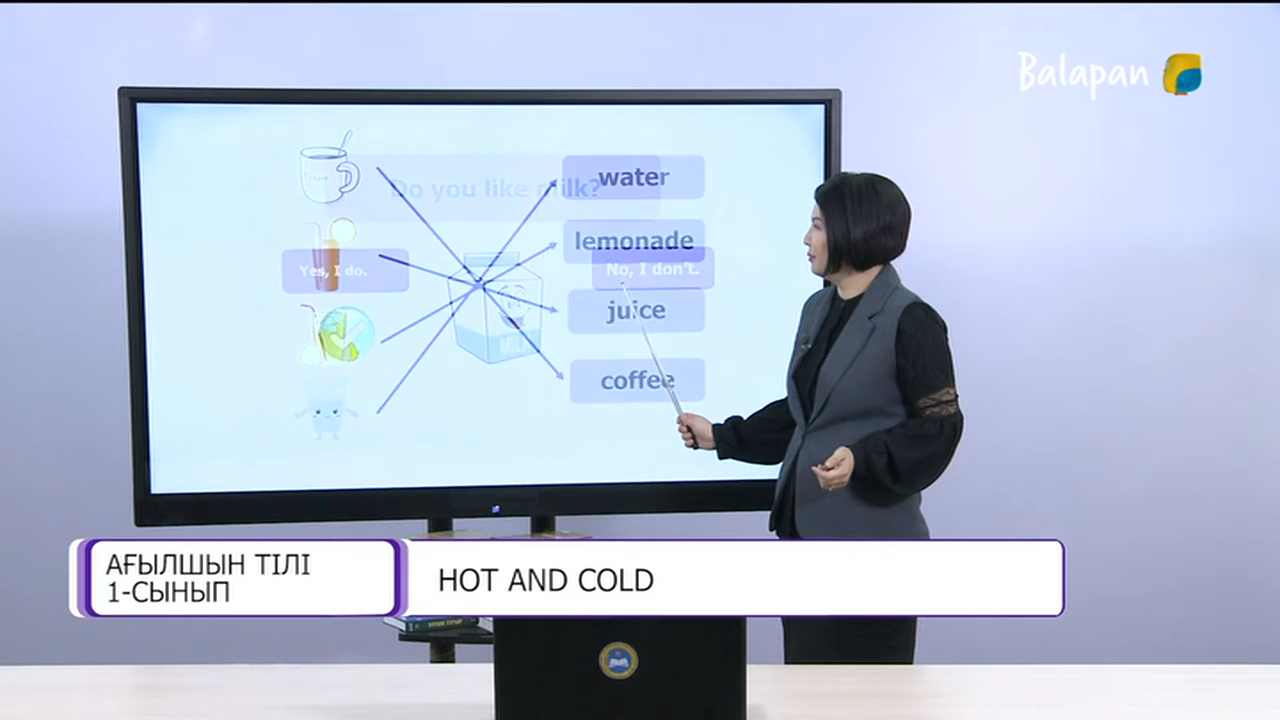 Balapan
Do you like milk?
water
lemonade
Yes, I do.
No, I don't.
juice
MILK
coffee
АҒЫЛШЫН ТІЛІ
1-СЫНЫП
HOT AND COLD